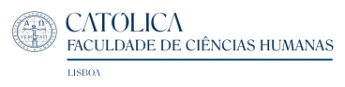 CATÓLICA
FACULDADE DE CIÊNCIAS HUMANAS
LISBOA